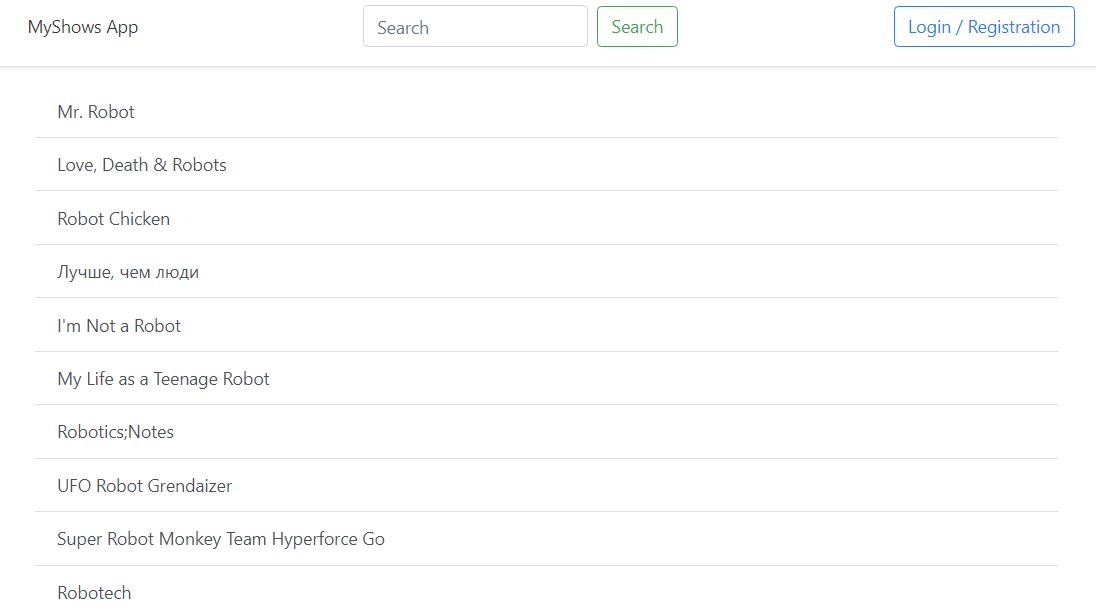 MyShows App
Search
Search
Login / Registration
Mr. Robot
Love, Death & Robots
Robot Chicken
Лучше, чем люди
I'm Not a Robot
My Life as a Teenage Robot
Robotics;Notes
UFO Robot Grendaizer
Super Robot Monkey Team Hyperforce Go
Robotech